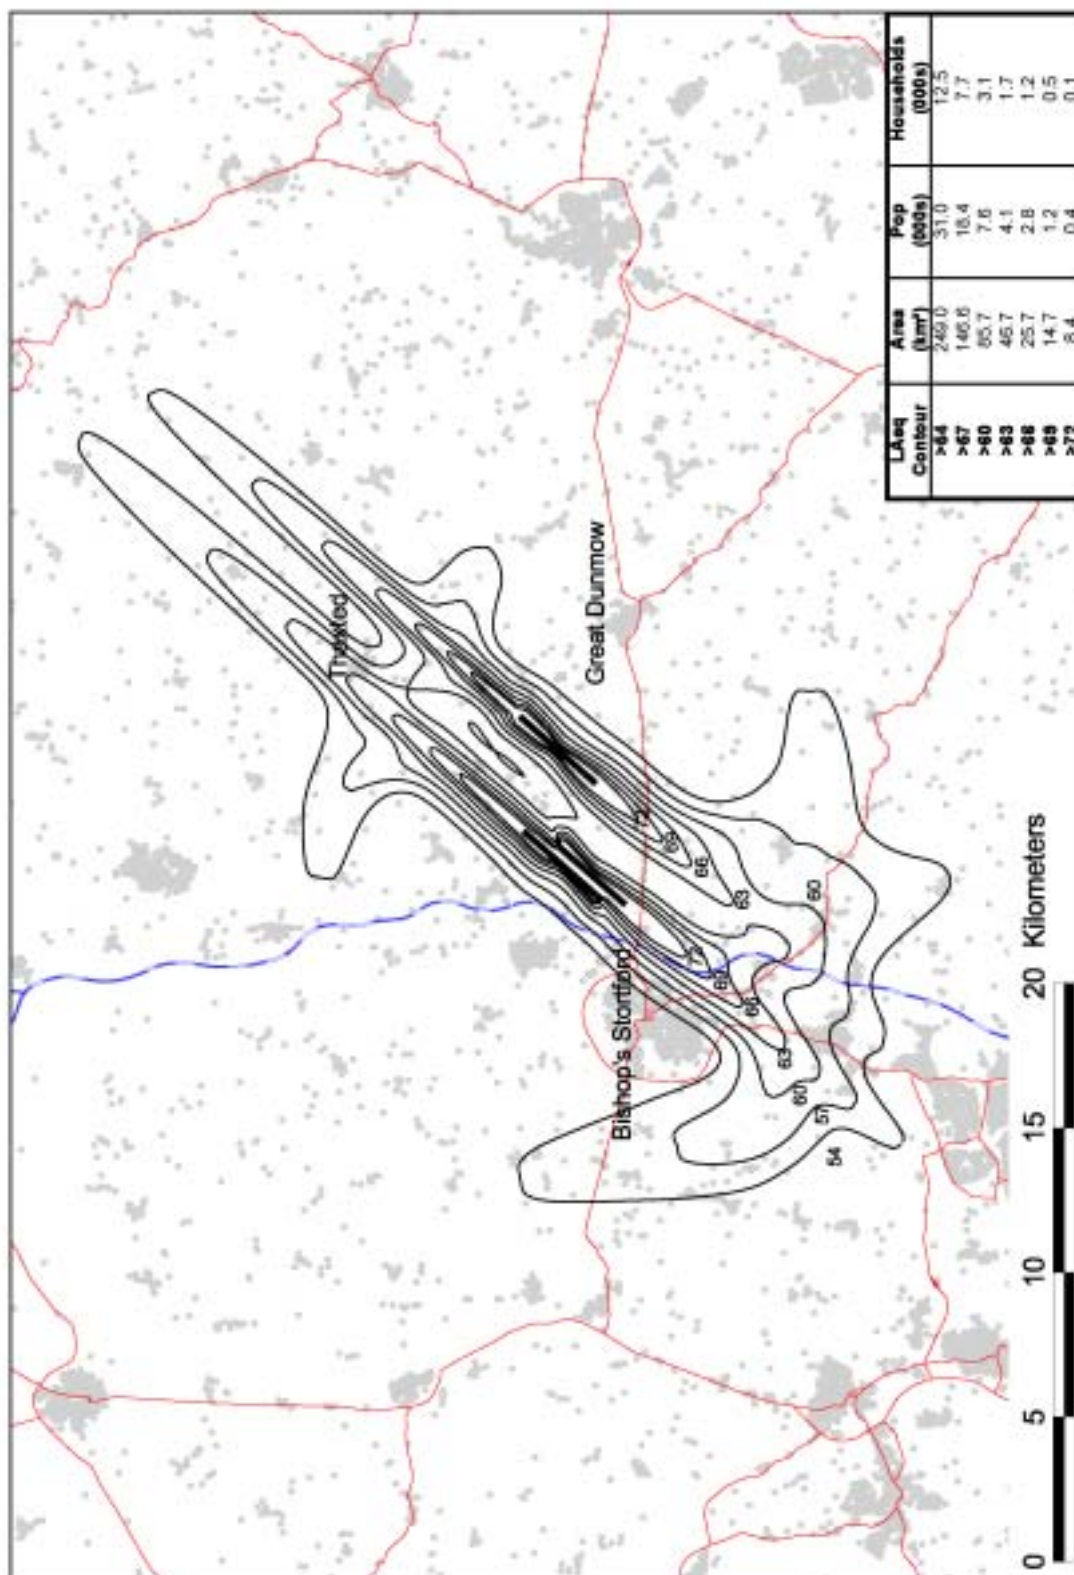 Thaxted
Great Dunmow
Bishop's Stortford
72
69
66
63
60
72
69
66
63
60
57
54
0 5 10 15 20 Kilometers
LAeq Contour Area (km²) Pop (000s) Households (000s)
>54 249.0 31.0 12.5
>57 146.6 18.4 7.7
>60 85.7 7.6 3.1
>63 46.7 4.1 1.7
>66 25.7 2.8 1.2
>69 14.7 1.2 0.5
>72 8.4 0.4 0.1